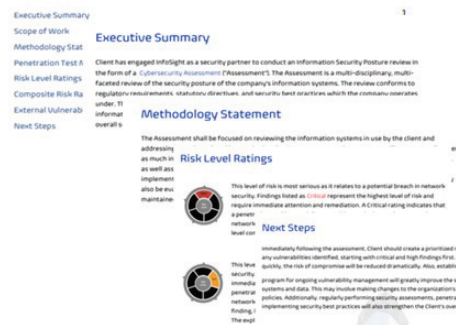 1
Executive Summary
Scope of Work
Methodology Stat
Penetration Test M
Risk Level Ratings
Composite Risk Ra
External Vulnerabi
Next Steps
Executive Summary
Client has engaged InfoSight as a security partner to conduct an Information Security Posture review in
the form of a Cybersecurity Assessment ("Assessment"). The Assessment is a multi-disciplinary, multi-
faceted review of the security posture of the company's information systems. The review conforms to
regulatory requirements, statutory directives, and security best practices which the company operates
under. Tl
informat
overall s
Methodology Statement
The Assessment shall be focused on reviewing the information systems in use by the client and
addressing
as much in
as well ass
implement
also be eva
maintaine
Risk Level Ratings
This level of risk is most serious as it relates to a potential breach in network
security. Findings listed as Critical represent the highest level of risk and
require immediate attention and remediation. A Critical rating indicates that
a penetr
network
level con
This leve
security.
immedia
penetrat
network
finding, l
The expl
Next Steps
Immediately following the assessment, Client should create a prioritized r
any vulnerabilities identified, starting with critical and high findings first.
quickly, the risk of compromise will be reduced dramatically. Also, establis
program for ongoing vulnerability management will greatly improve the s
systems and data. This may involve making changes to the organization's
policies. Additionally, regularly performing security assessments, penetra
implementing security best practices will also strengthen the Client's ove